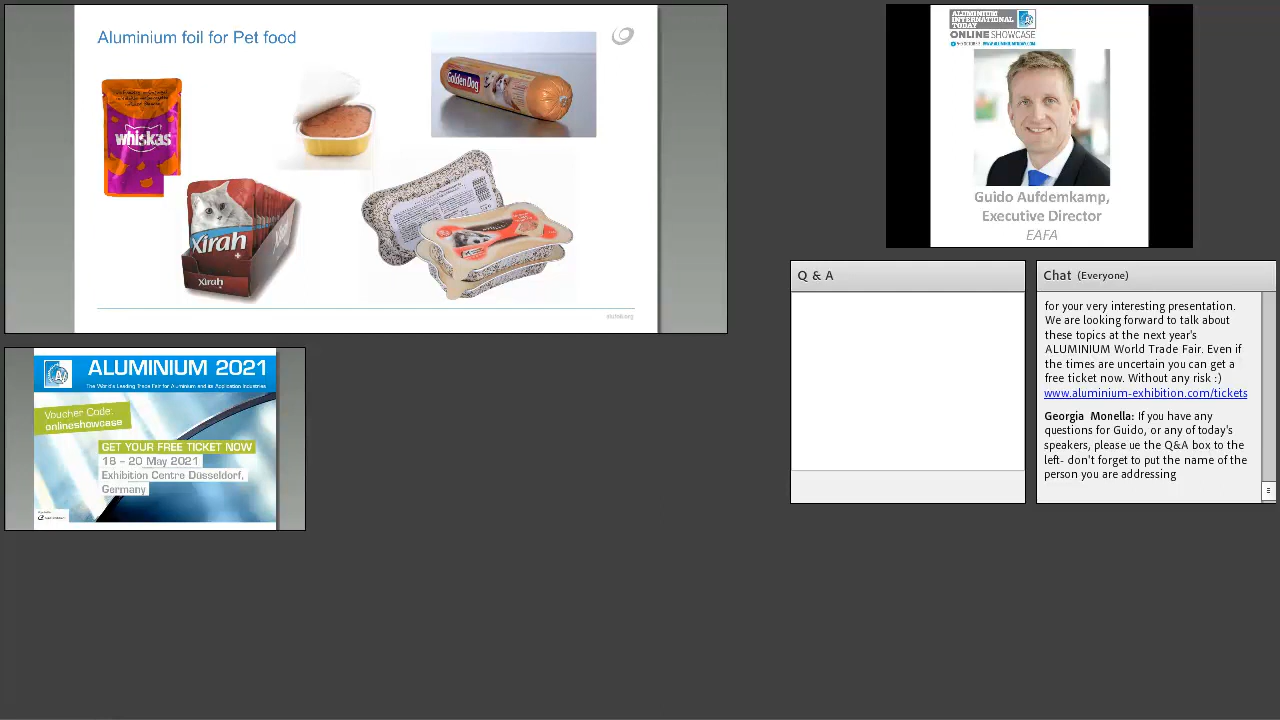 Aluminium foil for Pet food
whiskas
Golden Dog
Xirah
Xirah
alufoil.org
ALUMINIUM
INTERNATIONAL
TODAY
ONLINE SHOWCASE
Guido Aufdemkamp,
Executive Director
EAFA
Q & A
Chat (Everyone)
for your very interesting presentation.
We are looking forward to talk about
these topics at the next year's
ALUMINIUM World Trade Fair. Even if
the times are uncertain you can get a
free ticket now. Without any risk :)
www.aluminium-exhibition.com/tickets
Georgia Monella: If you have any
questions for Guido, or any of today's
speakers, please ue the Q&A box to the
left- don't forget to put the name of the
person you are addressing
ALUMINIUM 2021
The World's Leading Trade Fair for Aluminium and its Application Industries
Voucher Code:
onlineshowcase
GET YOUR FREE TICKET NOW
18 – 20 May 2021
Exhibition Centre Düsseldorf,
Germany